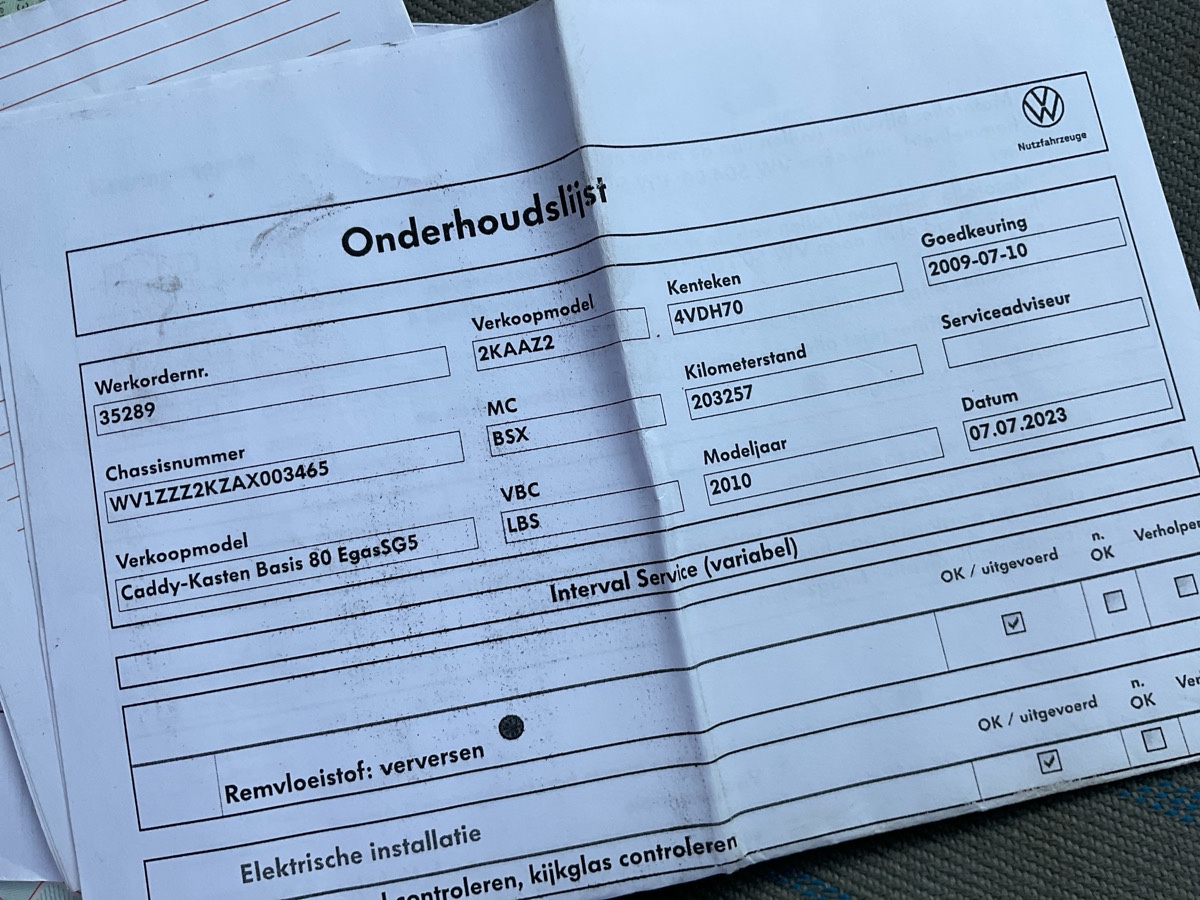 Nutzfahrzeuge
Onderhoudslijst
Werkordernr.
35289
Verkoopmodel
2KAAZ2
Kenteken
4VDH70
Goedkeuring
2009-07-10
Chassisnummer
WV1ZZZ2KZAX003465
MC
BSX
Kilometerstand
203257
Serviceadviseur
Verkoopmodel
Caddy-Kasten Basis 80 EgasSG5
VBC
LBS
Modeljaar
2010
Datum
07.07.2023
Interval Service (variabel)
OK / uitgevoerd
n.
OK
Verholpen
Remvloeistof: verversen
OK / uitgevoerd
n.
OK
Ver
Elektrische installatie
controleren, kijkglas controleren